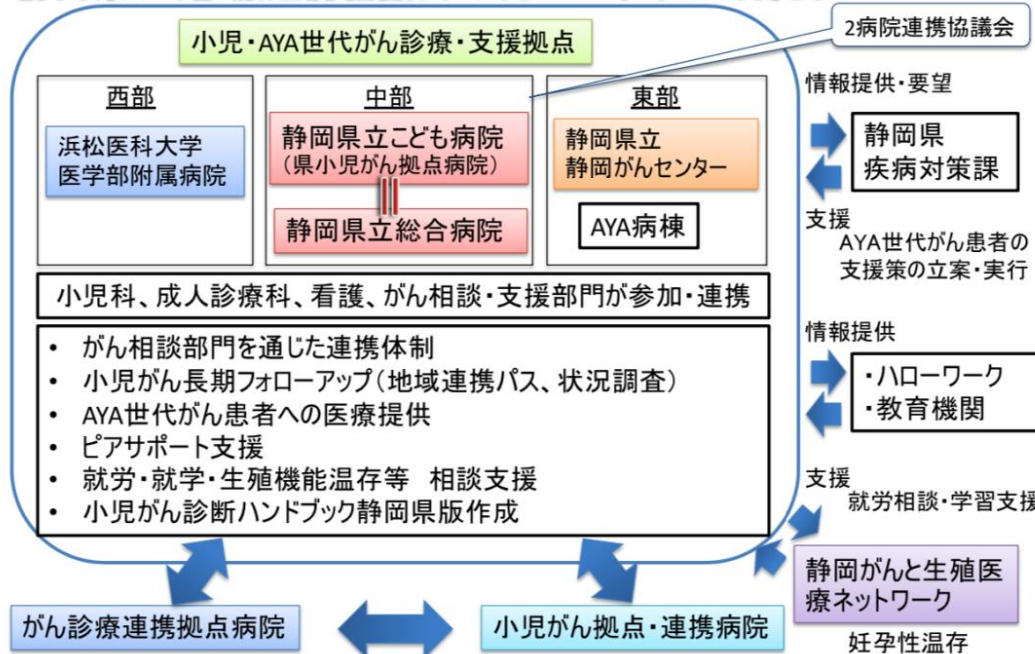 小児・AYA世代がん診療・支援拠点
2病院連携協議会
西部
浜松医科大学
医学部附属病院
中部
静岡県立こども病院
(県小児がん拠点病院)
静岡県立総合病院
東部
静岡県立
静岡がんセンター
AYA病棟
小児科、成人診療科、看護、がん相談・支援部門が参加・連携
• がん相談部門を通じた連携体制
• 小児がん長期フォローアップ(地域連携パス、状況調査)
• AYA世代がん患者への医療提供
• ピアサポート支援
• 就労・就学・生殖機能温存等 相談支援
• 小児がん診断ハンドブック静岡県版作成
情報提供・要望
静岡県
疾病対策課
支援
AYA世代がん患者の
支援策の立案・実行
情報提供
・ハローワーク
・教育機関
支援
就労相談・学習支援
静岡がんと生殖医
療ネットワーク
妊孕性温存
がん診療連携拠点病院
小児がん拠点・連携病院